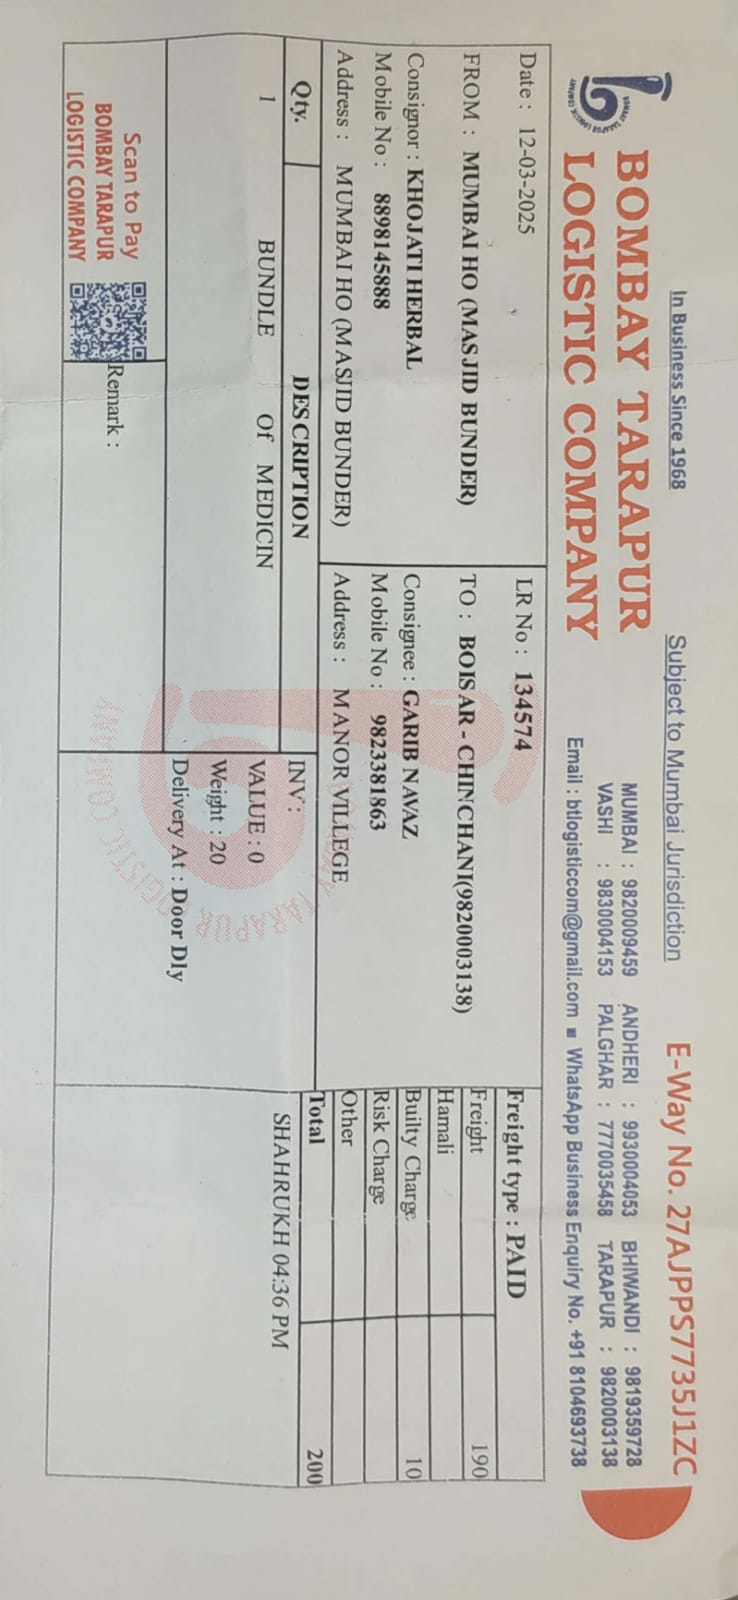 In Business Since 1968
Subject to Mumbai Jurisdiction
E-Way No. 27AJPPS7735J1ZC
BOMBAY TARAPUR
LOGISTIC COMPANY
MUMBAI : 9820009459 ANDHERI : 9930004053 BHIWANDI : 9819359728
VASHI : 9830004153 PALGHAR : 7770035458 TARAPUR : 9820003138
Email : btlogisticcom@gmail.com ■ WhatsApp Business Enquiry No. +91 8104693738
Date : 12-03-2025
LR No : 134574
Freight type : PAID
FROM : MUMBAI HO (MASJID BUNDER)
TO : BOISAR - CHINCHANI(9820003138)
Freight 190
Consignor : KHOJATI HERBAL
Consignee : GARIB NAVAZ
Hamali
Mobile No : 8898145888
Mobile No : 9823381863
Builty Charge 10
Address : MUMBAI HO (MASJID BUNDER)
Address : MANOR VILLEGE
Risk Charge
Other
Total 200
Qty. DESCRIPTION
INV :
1 BUNDLE Of MEDICIN
VALUE : 0
Weight : 20
Delivery At : Door Dly
SHAHRUKH 04:36 PM
Scan to Pay
BOMBAY TARAPUR
LOGISTIC COMPANY
Remark :